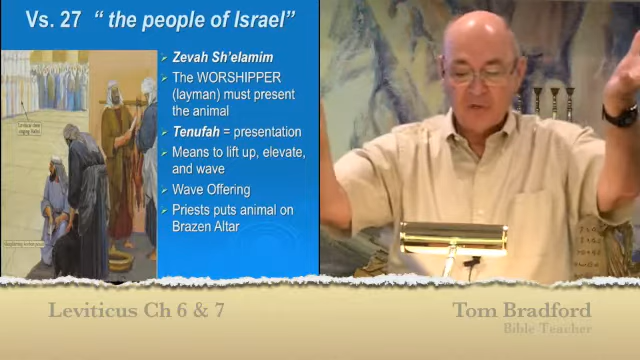 Vs. 27 “ the people of Israel”
Zevah Sh’elamim
The WORSHIPPER
(layman) must present
the animal
Tenufah = presentation
Means to lift up, elevate,
and wave
Wave Offering
Priests puts animal on
Brazen Altar
Leviticus Ch 6 & 7
Tom Bradford
Bible Teacher